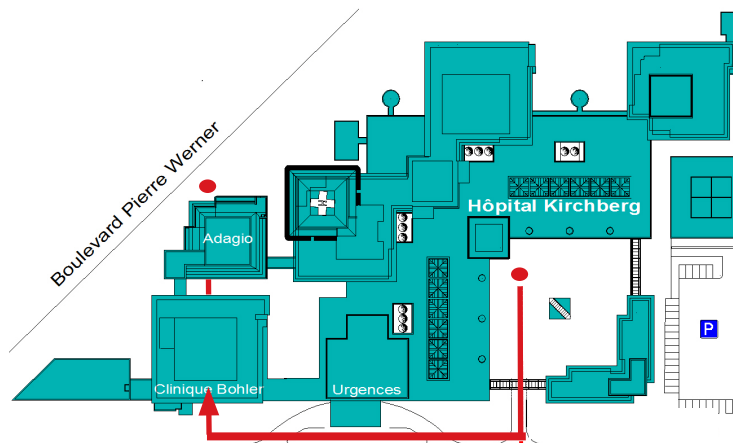 Boulevard Pierre Werner
Adagio
H
Hôpital Kirchberg
P
Clinique Bohler
Urgences